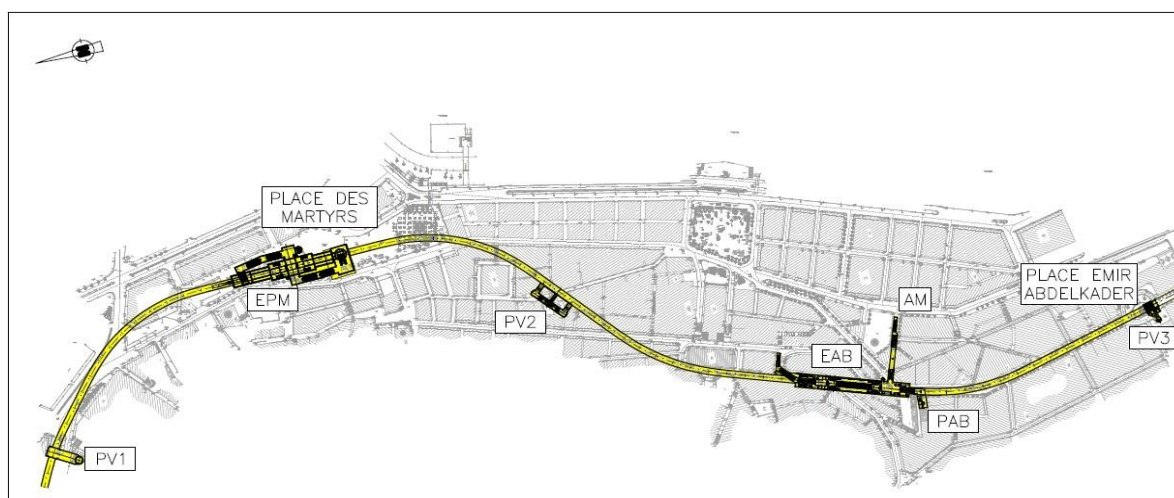 PLACE DES
MARTYRS
EPM
PV1
PV2
EAB
AM
PLACE EMIR
ABDELKADER
PV3
PAB